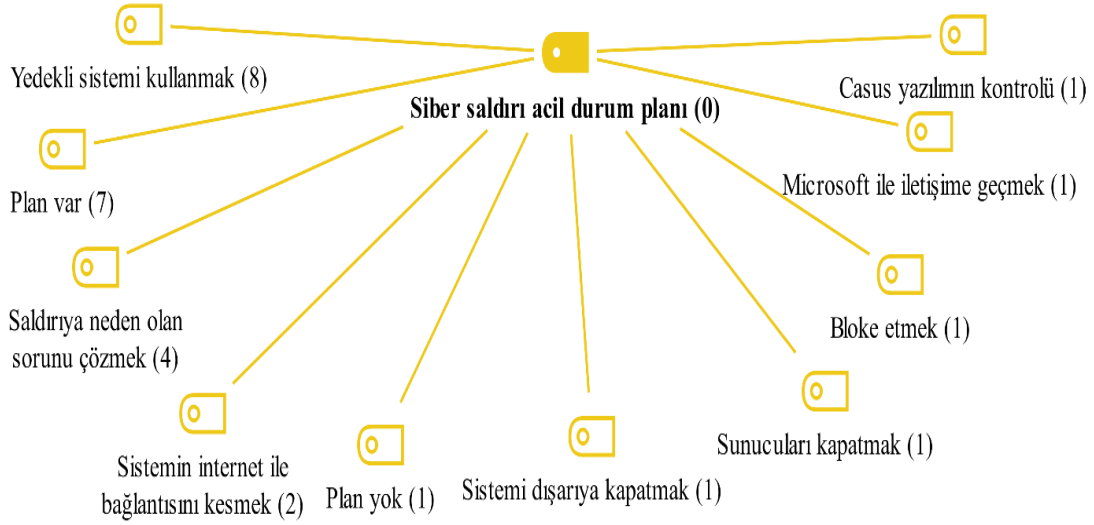 Siber saldırı acil durum planı (0)
Yedekli sistemi kullanmak (8)
Plan var (7)
Saldırıya neden olan
sorunu çözmek (4)
Sistemin internet ile
bağlantısını kesmek (2)
Plan yok (1)
Sistemi dışarıya kapatmak (1)
Sunucuları kapatmak (1)
Bloke etmek (1)
Microsoft ile iletişime geçmek (1)
Casus yazılımın kontrolü (1)